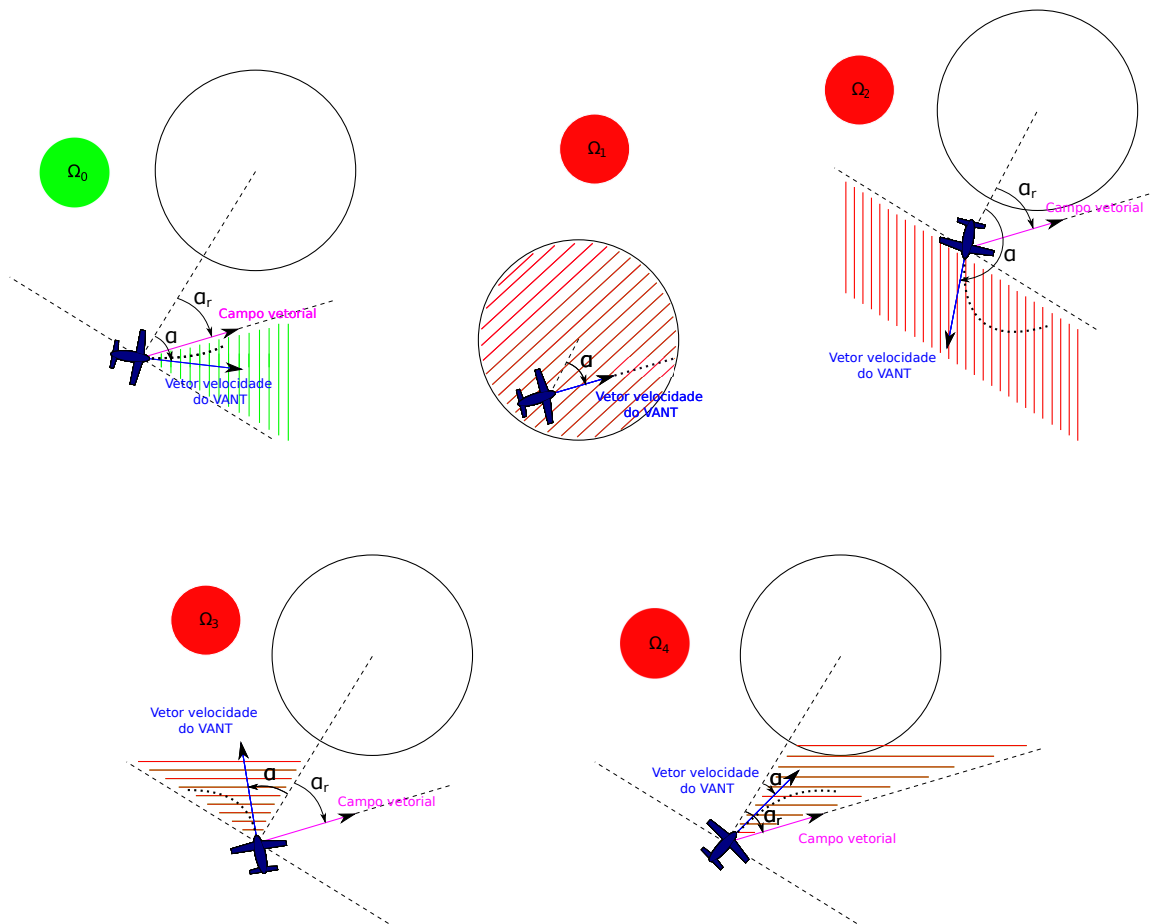 Ω₀
αᵣ
Campo vetorial
α
Vetor velocidade
do VANT
Ω₁
α
Vetor velocidade
do VANT
Ω₂
αᵣ
Campo vetorial
α
Vetor velocidade
do VANT
Ω₃
Vetor velocidade
do VANT
α
αᵣ
Campo vetorial
Ω₄
Vetor velocidade
do VANT
α
αᵣ
Campo vetorial